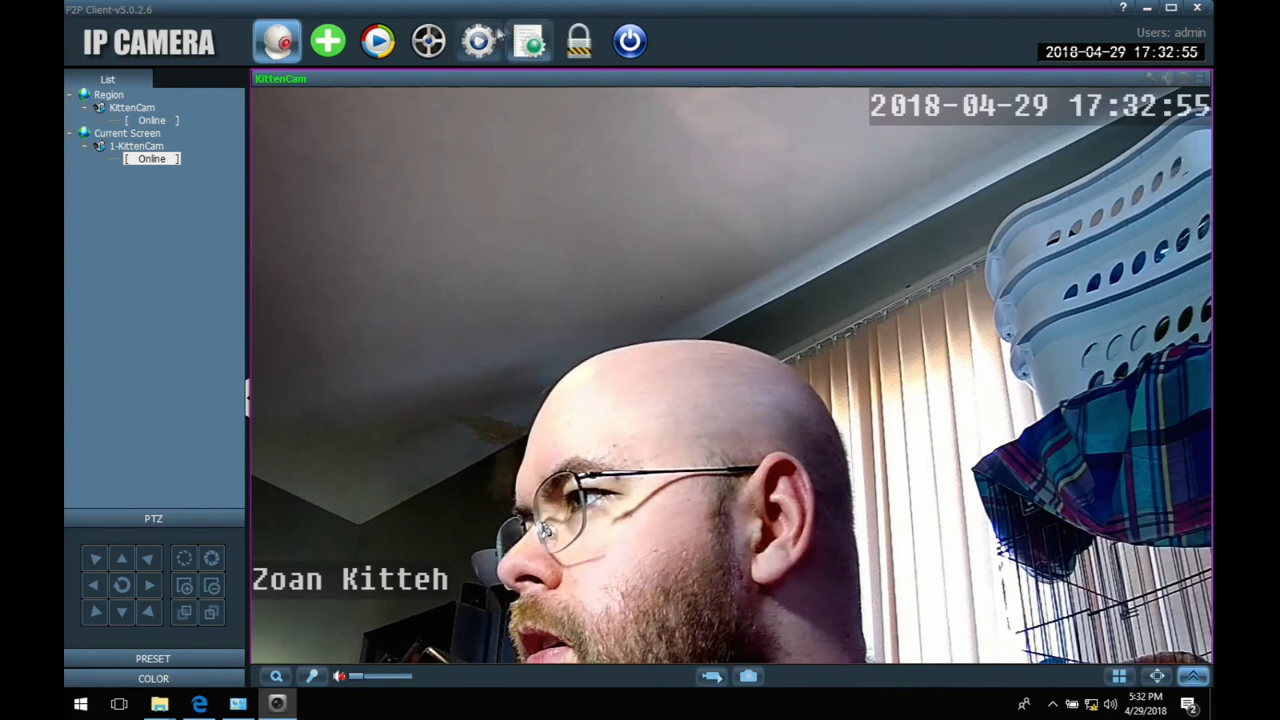 P2P Client-v5.0.2.6
?
IP CAMERA
Users: admin
2018-04-29 17:32:55
List
Region
KittenCam
[ Online ]
Current Screen
1-KittenCam
[ Online ]
KittenCam
2018-04-29 17:32:55
Zoan Kitteh
PTZ
PRESET
COLOR
5:32 PM
4/29/2018
2